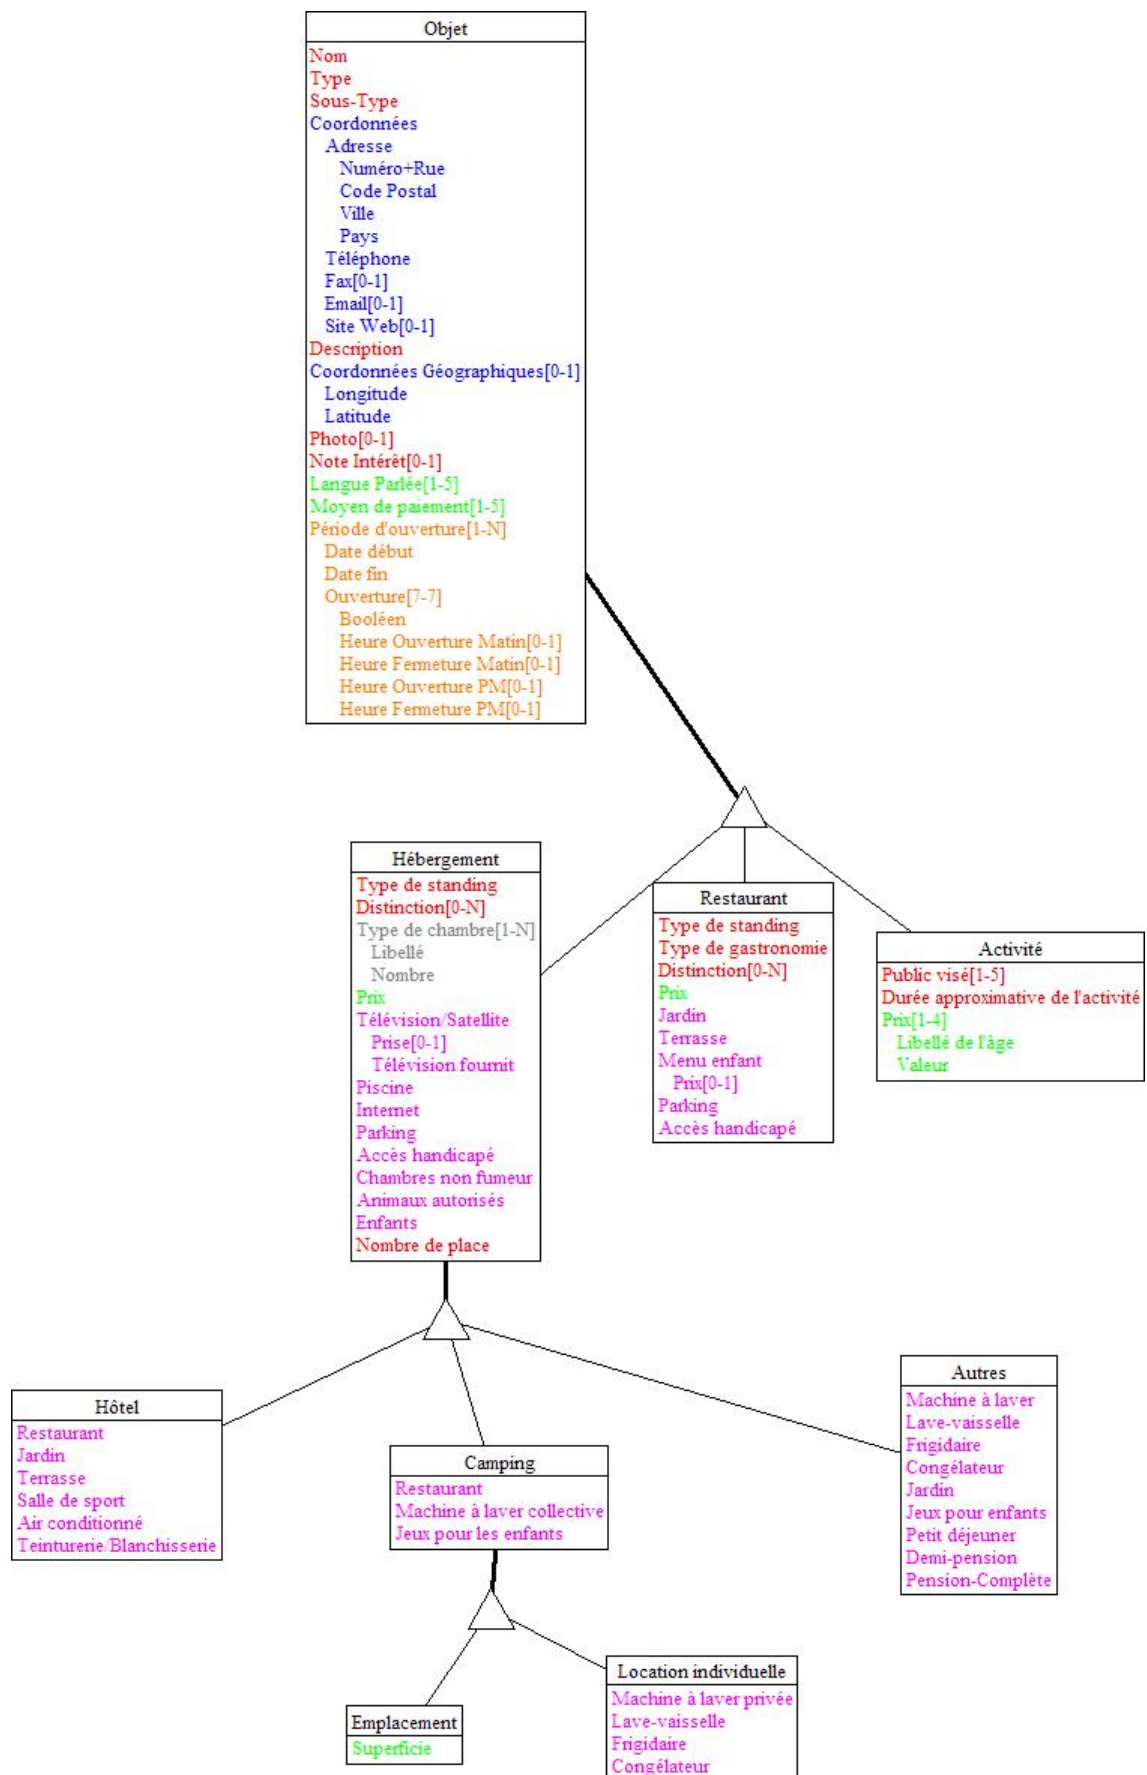 Objet
Nom
Type
Sous-Type
Coordonnées
Adresse
Numéro+Rue
Code Postal
Ville
Pays
Téléphone
Fax[0-1]
Email[0-1]
Site Web[0-1]
Description
Coordonnées Géographiques[0-1]
Longitude
Latitude
Photo[0-1]
Note Intérêt[0-1]
Langue Parlée[1-5]
Moyen de paiement[1-5]
Période d'ouverture[1-N]
Date début
Date fin
Ouverture[7-7]
Booléen
Heure Ouverture Matin[0-1]
Heure Fermeture Matin[0-1]
Heure Ouverture PM[0-1]
Heure Fermeture PM[0-1]
Hébergement
Type de standing
Distinction[0-N]
Type de chambre[1-N]
Libellé
Nombre
Prix
Télévision/Satellite
Prise[0-1]
Télévision fournit
Piscine
Internet
Parking
Accès handicapé
Chambres non fumeur
Animaux autorisés
Enfants
Nombre de place
Restaurant
Type de standing
Type de gastronomie
Distinction[0-N]
Prix
Jardin
Terrasse
Menu enfant
Prix[0-1]
Parking
Accès handicapé
Activité
Public visé[1-5]
Durée approximative de l'activité
Prix[1-4]
Libellé de l'âge
Valeur
Hôtel
Restaurant
Jardin
Terrasse
Salle de sport
Air conditionné
Teinturerie/Blanchisserie
Camping
Restaurant
Machine à laver collective
Jeux pour les enfants
Autres
Machine à laver
Lave-vaisselle
Frigidaire
Congélateur
Jardin
Jeux pour enfants
Petit déjeuner
Demi-pension
Pension-Complète
Emplacement
Superficie
Location individuelle
Machine à laver privée
Lave-vaisselle
Frigidaire
Congélateur